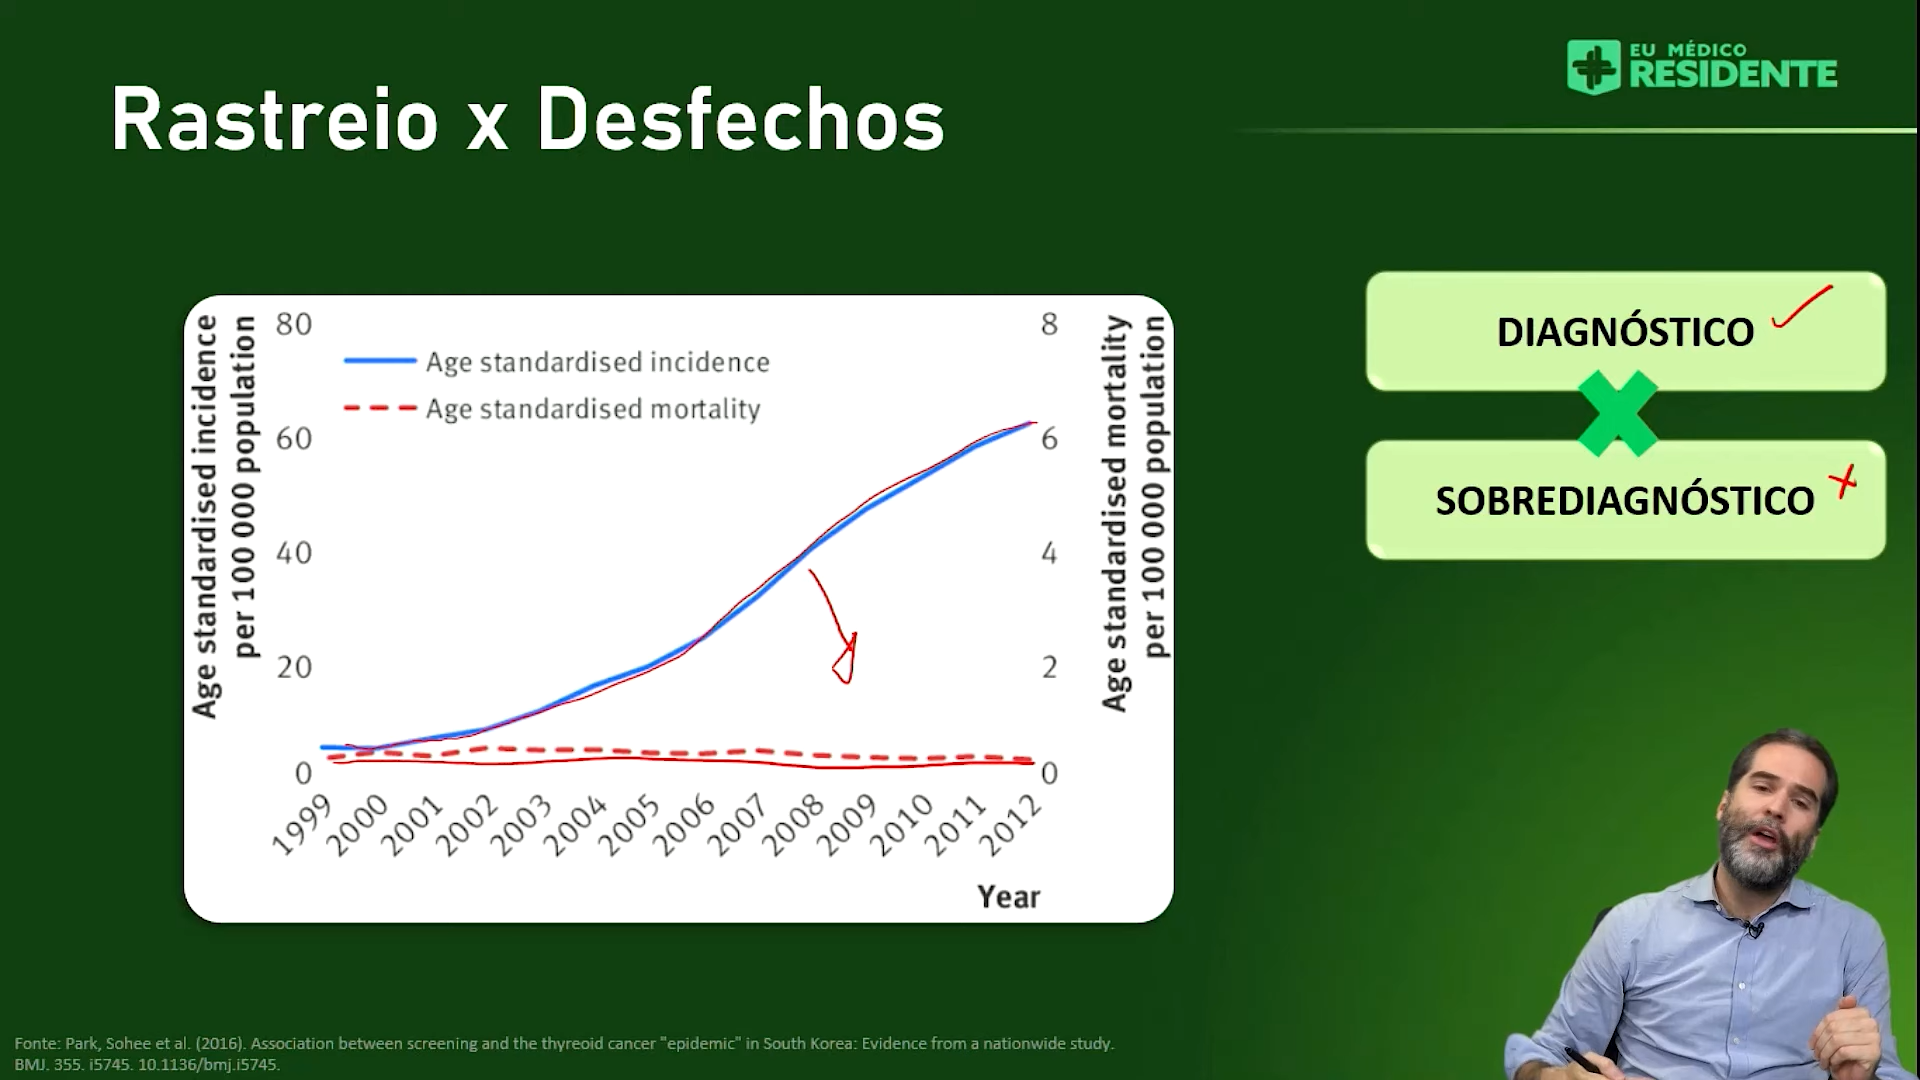 EU MÉDICO
RESIDENTE
Rastreio x Desfechos
Age standardised incidence
per 100 000 population
80
60
40
20
0
Age standardised incidence
Age standardised mortality
8
6
4
2
0
Age standardised mortality
per 100 000 population
1999
2000
2001
2002
2003
2004
2005
2006
2007
2008
2009
2010
2011
2012
Year
DIAGNÓSTICO
SOBREDIAGNÓSTICO
Fonte: Park, Sohee et al. (2016). Association between screening and the thyreoid cancer "epidemic" in South Korea: Evidence from a nationwide study.
BMJ. 355. i5745. 10.1136/bmj.i5745.